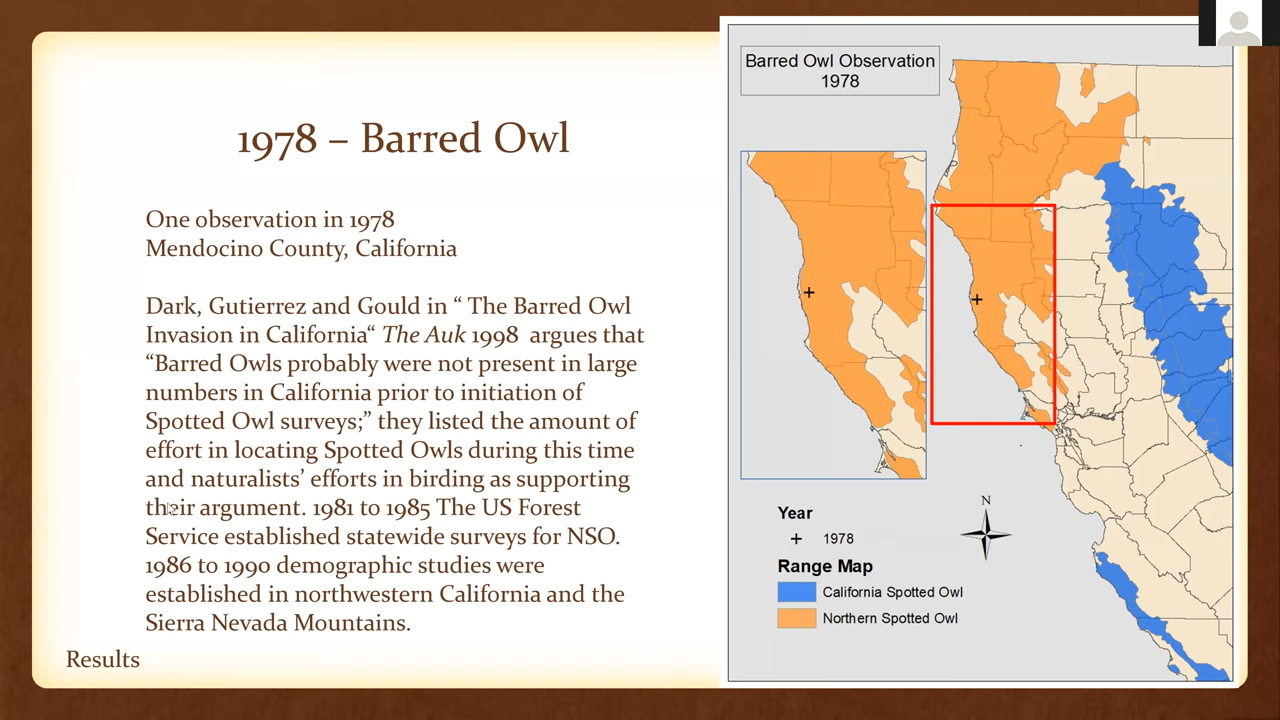 1978 – Barred Owl
One observation in 1978
Mendocino County, California
Dark, Gutierrez and Gould in “ The Barred Owl
Invasion in California“ The Auk 1998  argues that
“Barred Owls probably were not present in large
numbers in California prior to initiation of
Spotted Owl surveys;” they listed the amount of
effort in locating Spotted Owls during this time
and naturalists’ efforts in birding as supporting
their argument. 1981 to 1985 The US Forest
Service established statewide surveys for NSO.
1986 to 1990 demographic studies were
established in northwestern California and the
Sierra Nevada Mountains.
Results
Barred Owl Observation
1978
N
Year
1978
Range Map
California Spotted Owl
Northern Spotted Owl